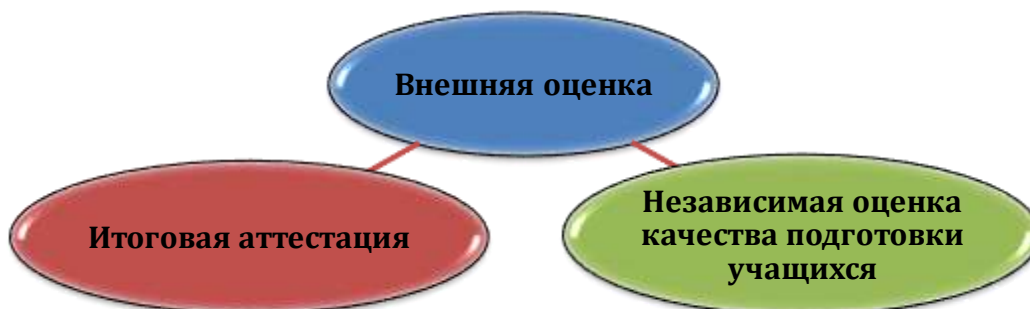 Внешняя оценка
Итоговая аттестация
Независимая оценка
качества подготовки
учащихся